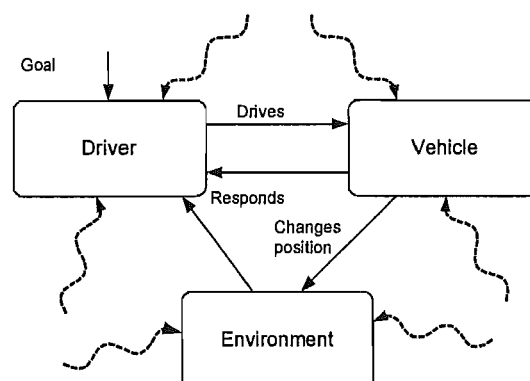 Goal
Drives
Driver
Vehicle
Responds
Changes
position
Environment